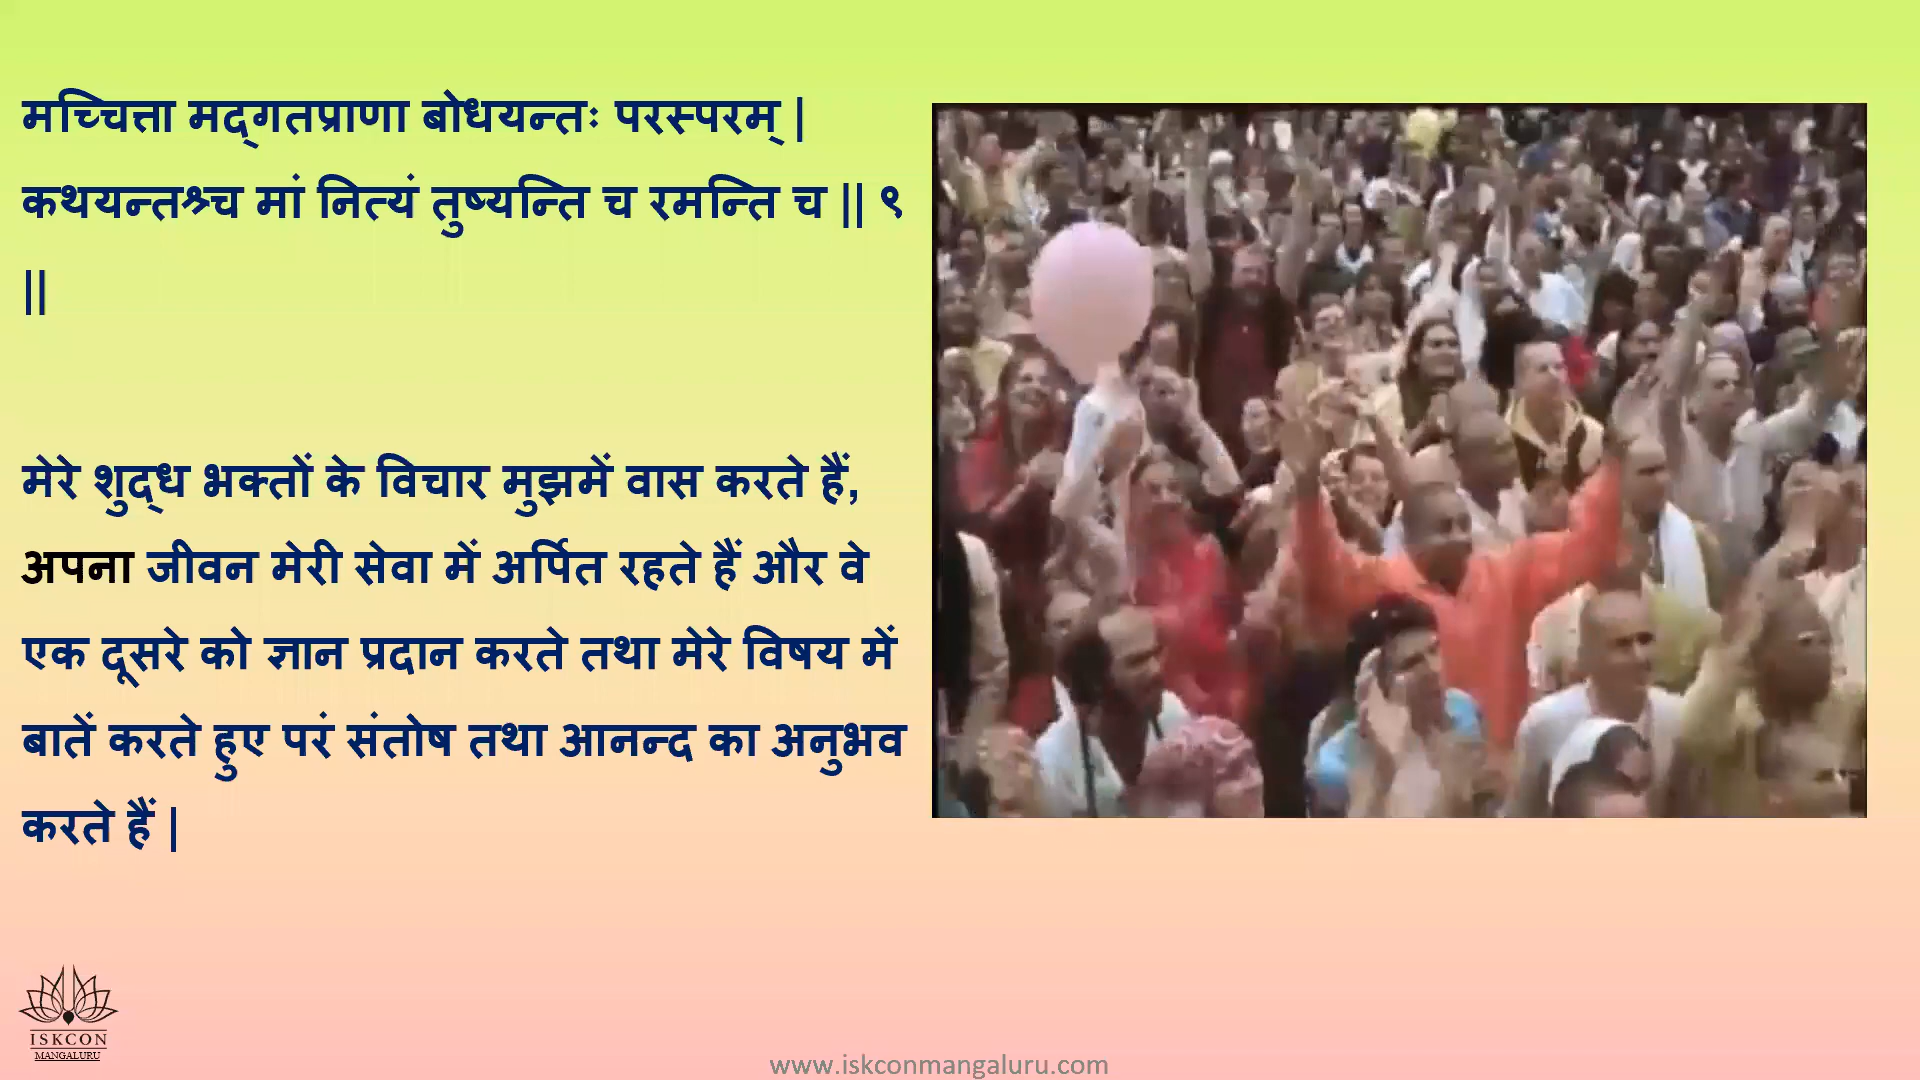 मच्चित्ता मद्गतप्राणा बोधयन्तः परस्परम् |
कथयन्तश्र्च मां नित्यं तुष्यन्ति च रमन्ति च || ९
||
मेरे शुद्ध भक्तों के विचार मुझमें वास करते हैं,
अपना जीवन मेरी सेवा में अर्पित रहते हैं और वे
एक दूसरे को ज्ञान प्रदान करते तथा मेरे विषय में
बातें करते हुए परं संतोष तथा आनन्द का अनुभव
करते हैं |
ISKCON
MANGALURU
www.iskconmangaluru.com